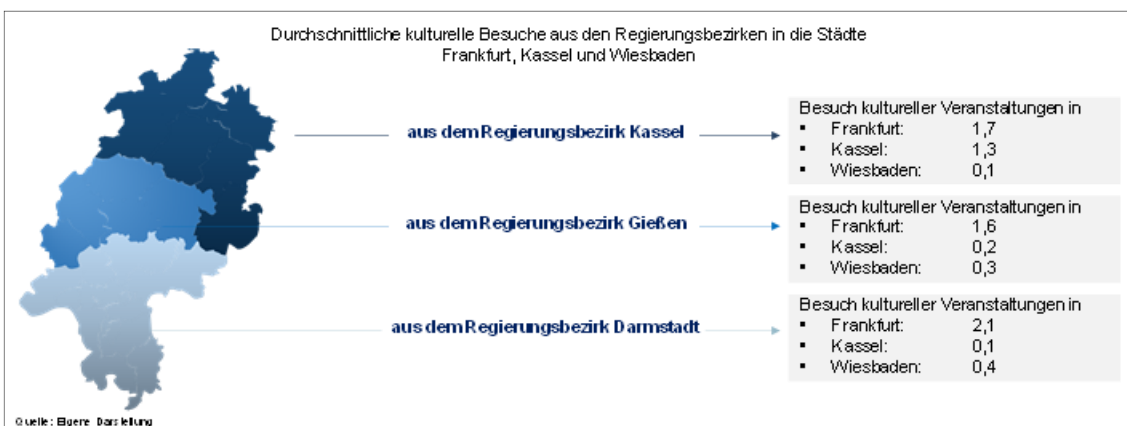 Durchschnittliche kulturelle Besuche aus den Regierungsbezirken in die Städte
Frankfurt, Kassel und Wiesbaden
aus dem Regierungsbezirk Kassel
Besuch kultureller Veranstaltungen in
▪ Frankfurt: 1,7
▪ Kassel: 1,3
▪ Wiesbaden: 0,1
aus dem Regierungsbezirk Gießen
Besuch kultureller Veranstaltungen in
▪ Frankfurt: 1,6
▪ Kassel: 0,2
▪ Wiesbaden: 0,3
aus dem Regierungsbezirk Darmstadt
Besuch kultureller Veranstaltungen in
▪ Frankfurt: 2,1
▪ Kassel: 0,1
▪ Wiesbaden: 0,4
Quelle: Eigene Darstellung